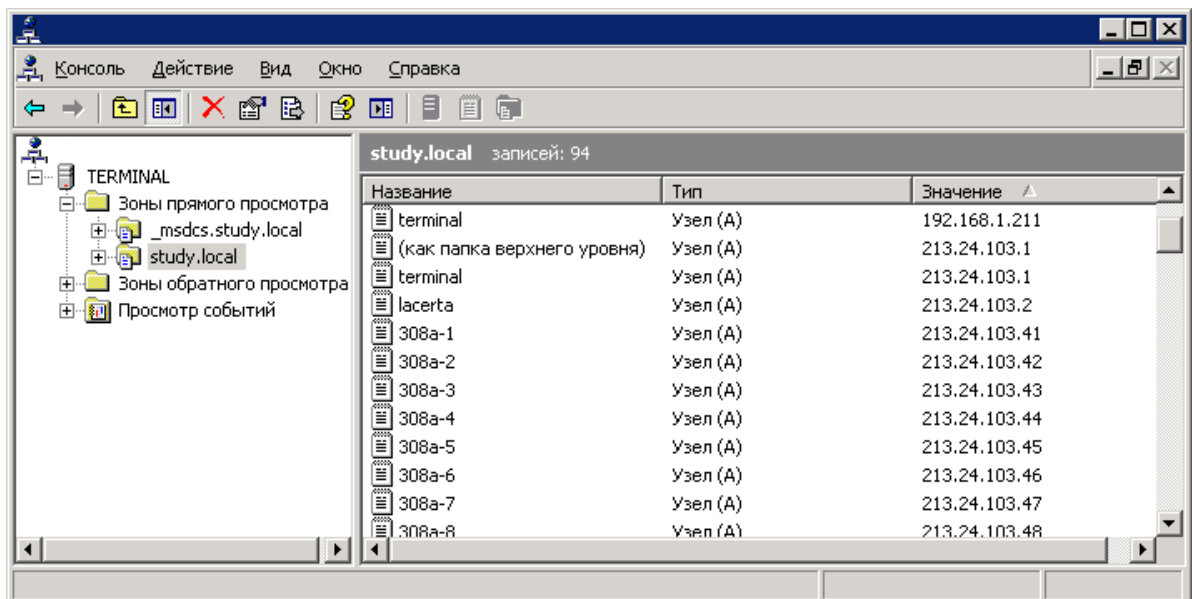 Консоль Действие Вид Окно Справка
TERMINAL
Зоны прямого просмотра
_msdcs.study.local
study.local
Зоны обратного просмотра
Просмотр событий
study.local записей: 94
Название Тип Значение
terminal Узел (A) 192.168.1.211
(как папка верхнего уровня) Узел (A) 213.24.103.1
terminal Узел (A) 213.24.103.1
lacerta Узел (A) 213.24.103.2
308a-1 Узел (A) 213.24.103.41
308a-2 Узел (A) 213.24.103.42
308a-3 Узел (A) 213.24.103.43
308a-4 Узел (A) 213.24.103.44
308a-5 Узел (A) 213.24.103.45
308a-6 Узел (A) 213.24.103.46
308a-7 Узел (A) 213.24.103.47
308a-8 Узел (A) 213.24.103.48